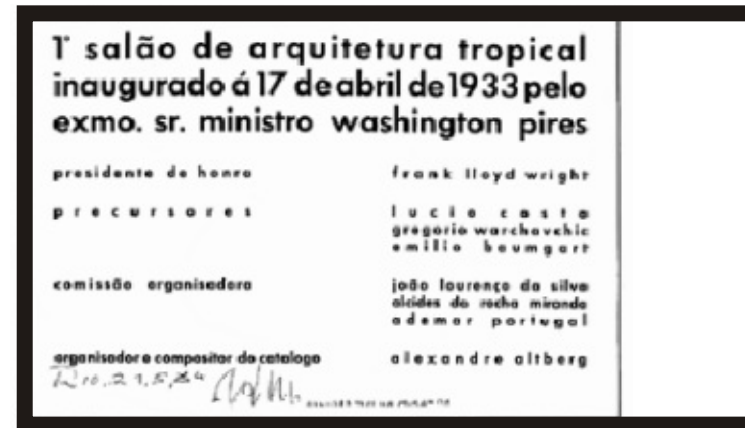 1º salão de arquitetura tropical
inaugurado á 17 de abril de 1933 pelo
exmo. sr. ministro washington pires
presidente de honra frank lloyd wright
precursores lucio costa
gregorio warchavchic
emilio baumgart
comissão organisadora joão lourenço da silva
alcides da rocha miranda
ademar portugal
organisador e compositor do catalogo alexandre altberg
Rio, 21,5,84